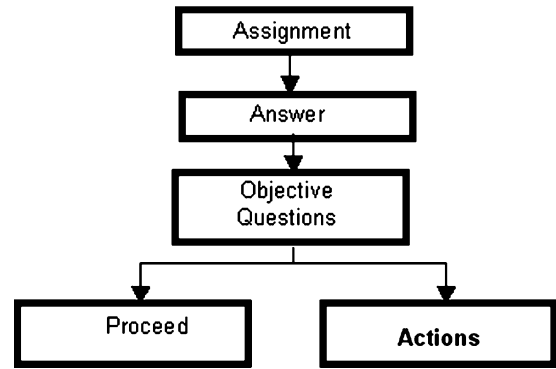 Assignment
Answer
Objective
Questions
Proceed
Actions